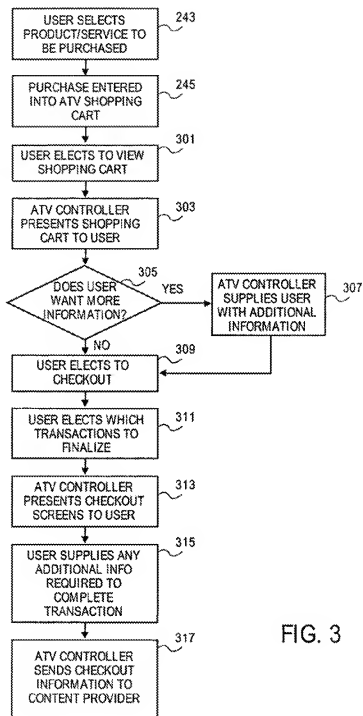 USER SELECTS
PRODUCT/SERVICE TO
BE PURCHASED
243
PURCHASE ENTERED
INTO ATV SHOPPING
CART
245
USER ELECTS TO VIEW
SHOPPING CART
301
ATV CONTROLLER
PRESENTS SHOPPING
CART TO USER
303
DOES USER
WANT MORE
INFORMATION?
305
YES
ATV CONTROLLER
SUPPLIES USER
WITH ADDITIONAL
INFORMATION
307
NO
USER ELECTS TO
CHECKOUT
309
USER ELECTS WHICH
TRANSACTIONS TO
FINALIZE
311
ATV CONTROLLER
PRESENTS CHECKOUT
SCREENS TO USER
313
USER SUPPLIES ANY
ADDITIONAL INFO
REQUIRED TO
COMPLETE
TRANSACTION
315
ATV CONTROLLER
SENDS CHECKOUT
INFORMATION TO
CONTENT PROVIDER
317
FIG. 3